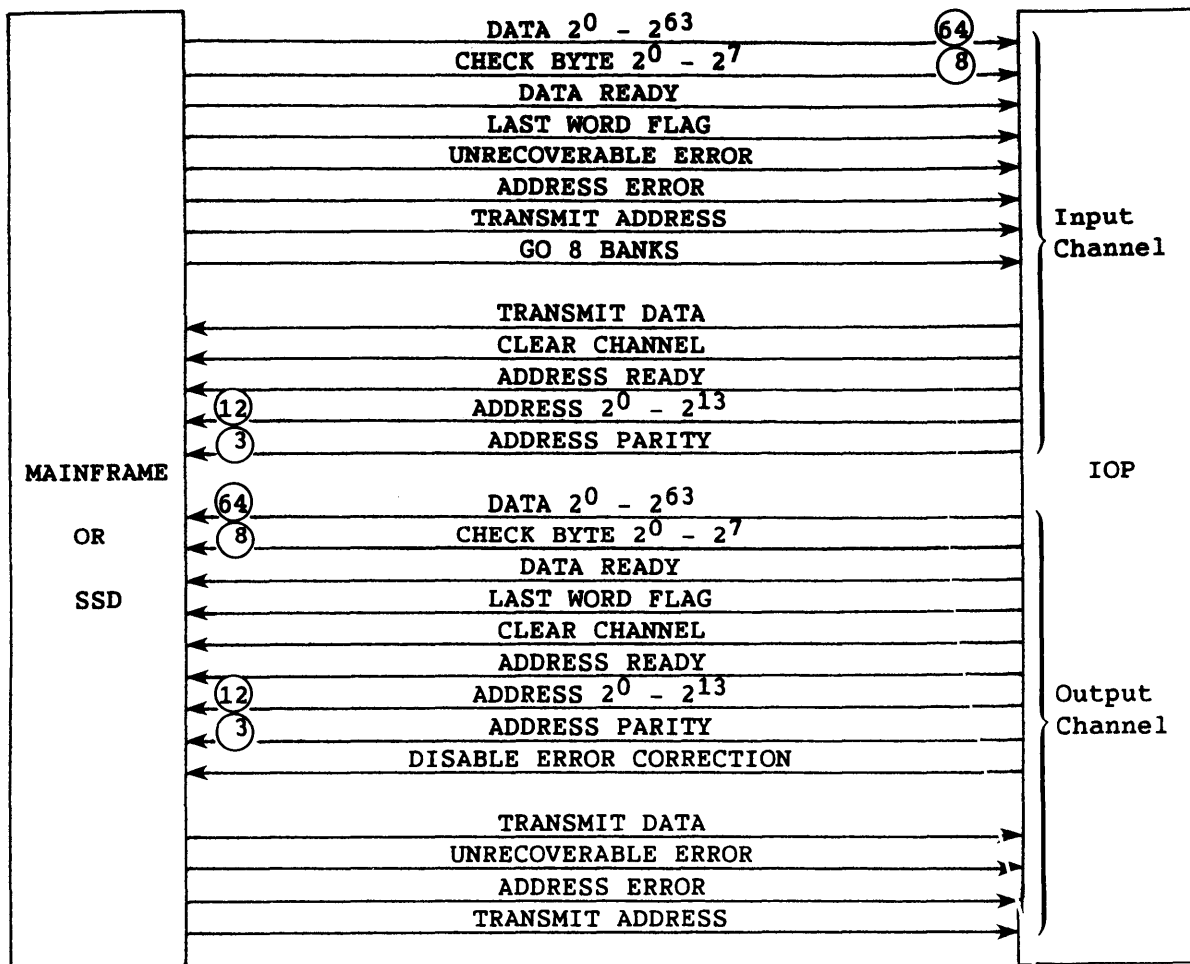 DATA 2⁰ - 2⁶³ 64
CHECK BYTE 2⁰ - 2⁷ 8
DATA READY
LAST WORD FLAG
UNRECOVERABLE ERROR
ADDRESS ERROR
TRANSMIT ADDRESS
GO 8 BANKS
Input
Channel
TRANSMIT DATA
CLEAR CHANNEL
ADDRESS READY
12 ADDRESS 2⁰ - 2¹³
3 ADDRESS PARITY
MAINFRAME
OR
SSD
IOP
64 DATA 2⁰ - 2⁶³
8 CHECK BYTE 2⁰ - 2⁷
DATA READY
LAST WORD FLAG
CLEAR CHANNEL
ADDRESS READY
12 ADDRESS 2⁰ - 2¹³
3 ADDRESS PARITY
DISABLE ERROR CORRECTION
Output
Channel
TRANSMIT DATA
UNRECOVERABLE ERROR
ADDRESS ERROR
TRANSMIT ADDRESS